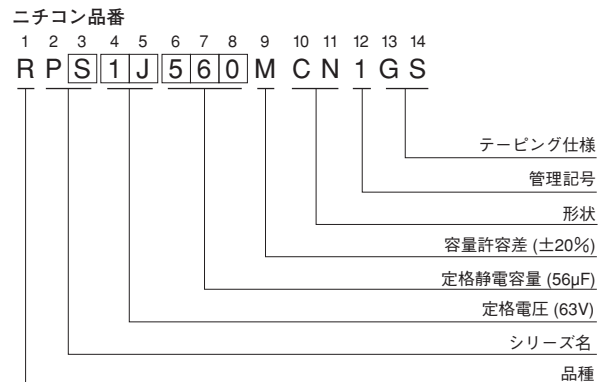 ニチコン品番
1 2 3 4 5 6 7 8 9 10 11 12 13 14
R P S 1 J 5 6 0 M C N 1 G S
テーピング仕様
管理記号
形状
容量許容差 (±20%)
定格静電容量 (56µF)
定格電圧 (63V)
シリーズ名
品種